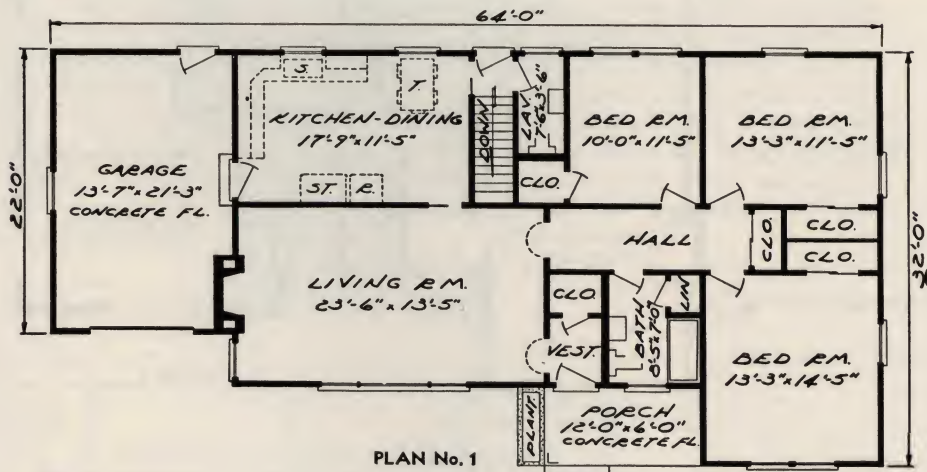 64'-0"
22'-0"
32'-0"
GARAGE
13'-7" x 21'-3"
CONCRETE FL.
S.
T.
KITCHEN-DINING
17'-9" x 11'-5"
ST.
R.
DOWN
LAV.
7'-6" x 3'-6"
CLO.
BED RM.
10'-0" x 11'-5"
BED RM.
13'-3" x 11'-5"
HALL
CLO.
CLO.
CLO.
LIVING RM.
23'-6" x 13'-5"
CLO.
VEST.
BATH
8'-5" x 7'-0"
LIN
BED RM.
13'-3" x 14'-5"
PLANT.
PORCH
12'-0" x 6'-0"
CONCRETE FL.
PLAN No. 1